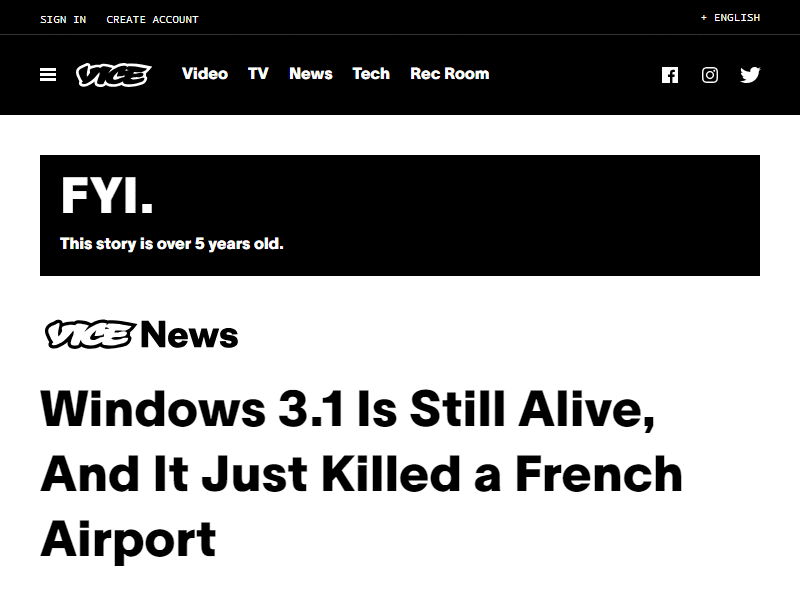 SIGN IN CREATE ACCOUNT + ENGLISH
VICE Video TV News Tech Rec Room
FYI.
This story is over 5 years old.
VICE News
Windows 3.1 Is Still Alive,
And It Just Killed a French
Airport